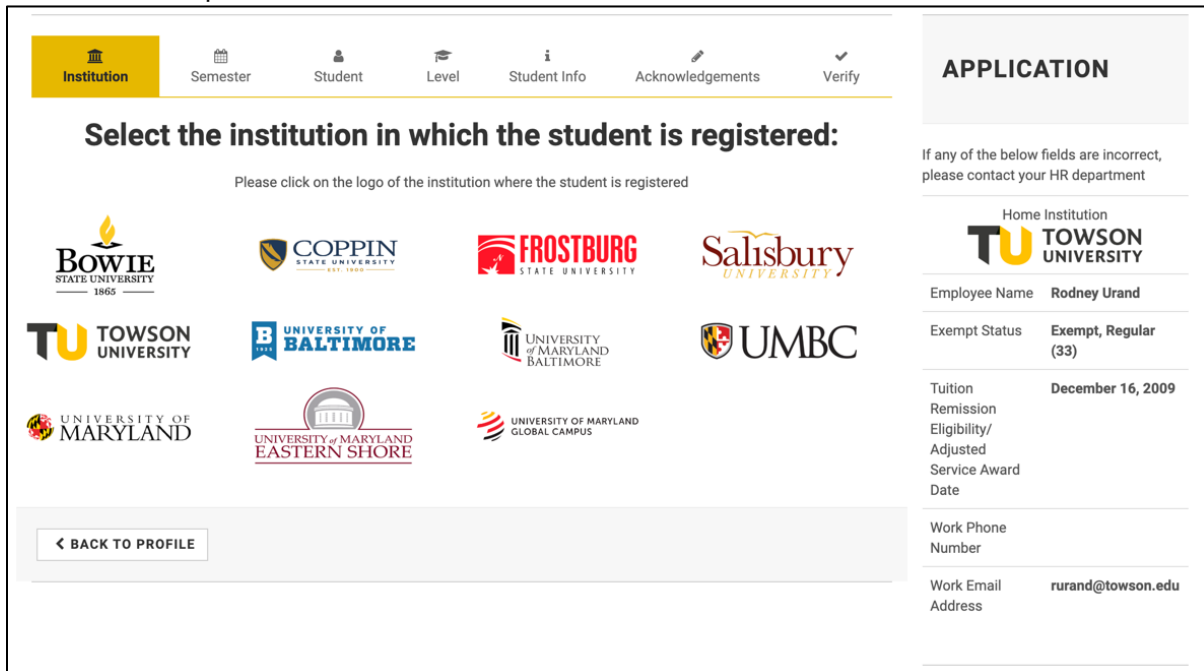 Institution
Semester
Student
Level
Student Info
Acknowledgements
Verify
Select the institution in which the student is registered:
Please click on the logo of the institution where the student is registered
BOWIE
STATE UNIVERSITY
1865
COPPIN
STATE UNIVERSITY
EST. 1900
FROSTBURG
STATE UNIVERSITY
Salisbury
UNIVERSITY
TU TOWSON
UNIVERSITY
B UNIVERSITY OF
BALTIMORE
1925
UNIVERSITY
of MARYLAND
BALTIMORE
UMBC
UNIVERSITY OF
MARYLAND
UNIVERSITY of MARYLAND
EASTERN SHORE
UNIVERSITY OF MARYLAND
GLOBAL CAMPUS
BACK TO PROFILE
APPLICATION
If any of the below fields are incorrect,
please contact your HR department
Home Institution
TU TOWSON
UNIVERSITY
Employee Name Rodney Urand
Exempt Status Exempt, Regular
(33)
Tuition December 16, 2009
Remission
Eligibility/
Adjusted
Service Award
Date
Work Phone
Number
Work Email rurand@towson.edu
Address